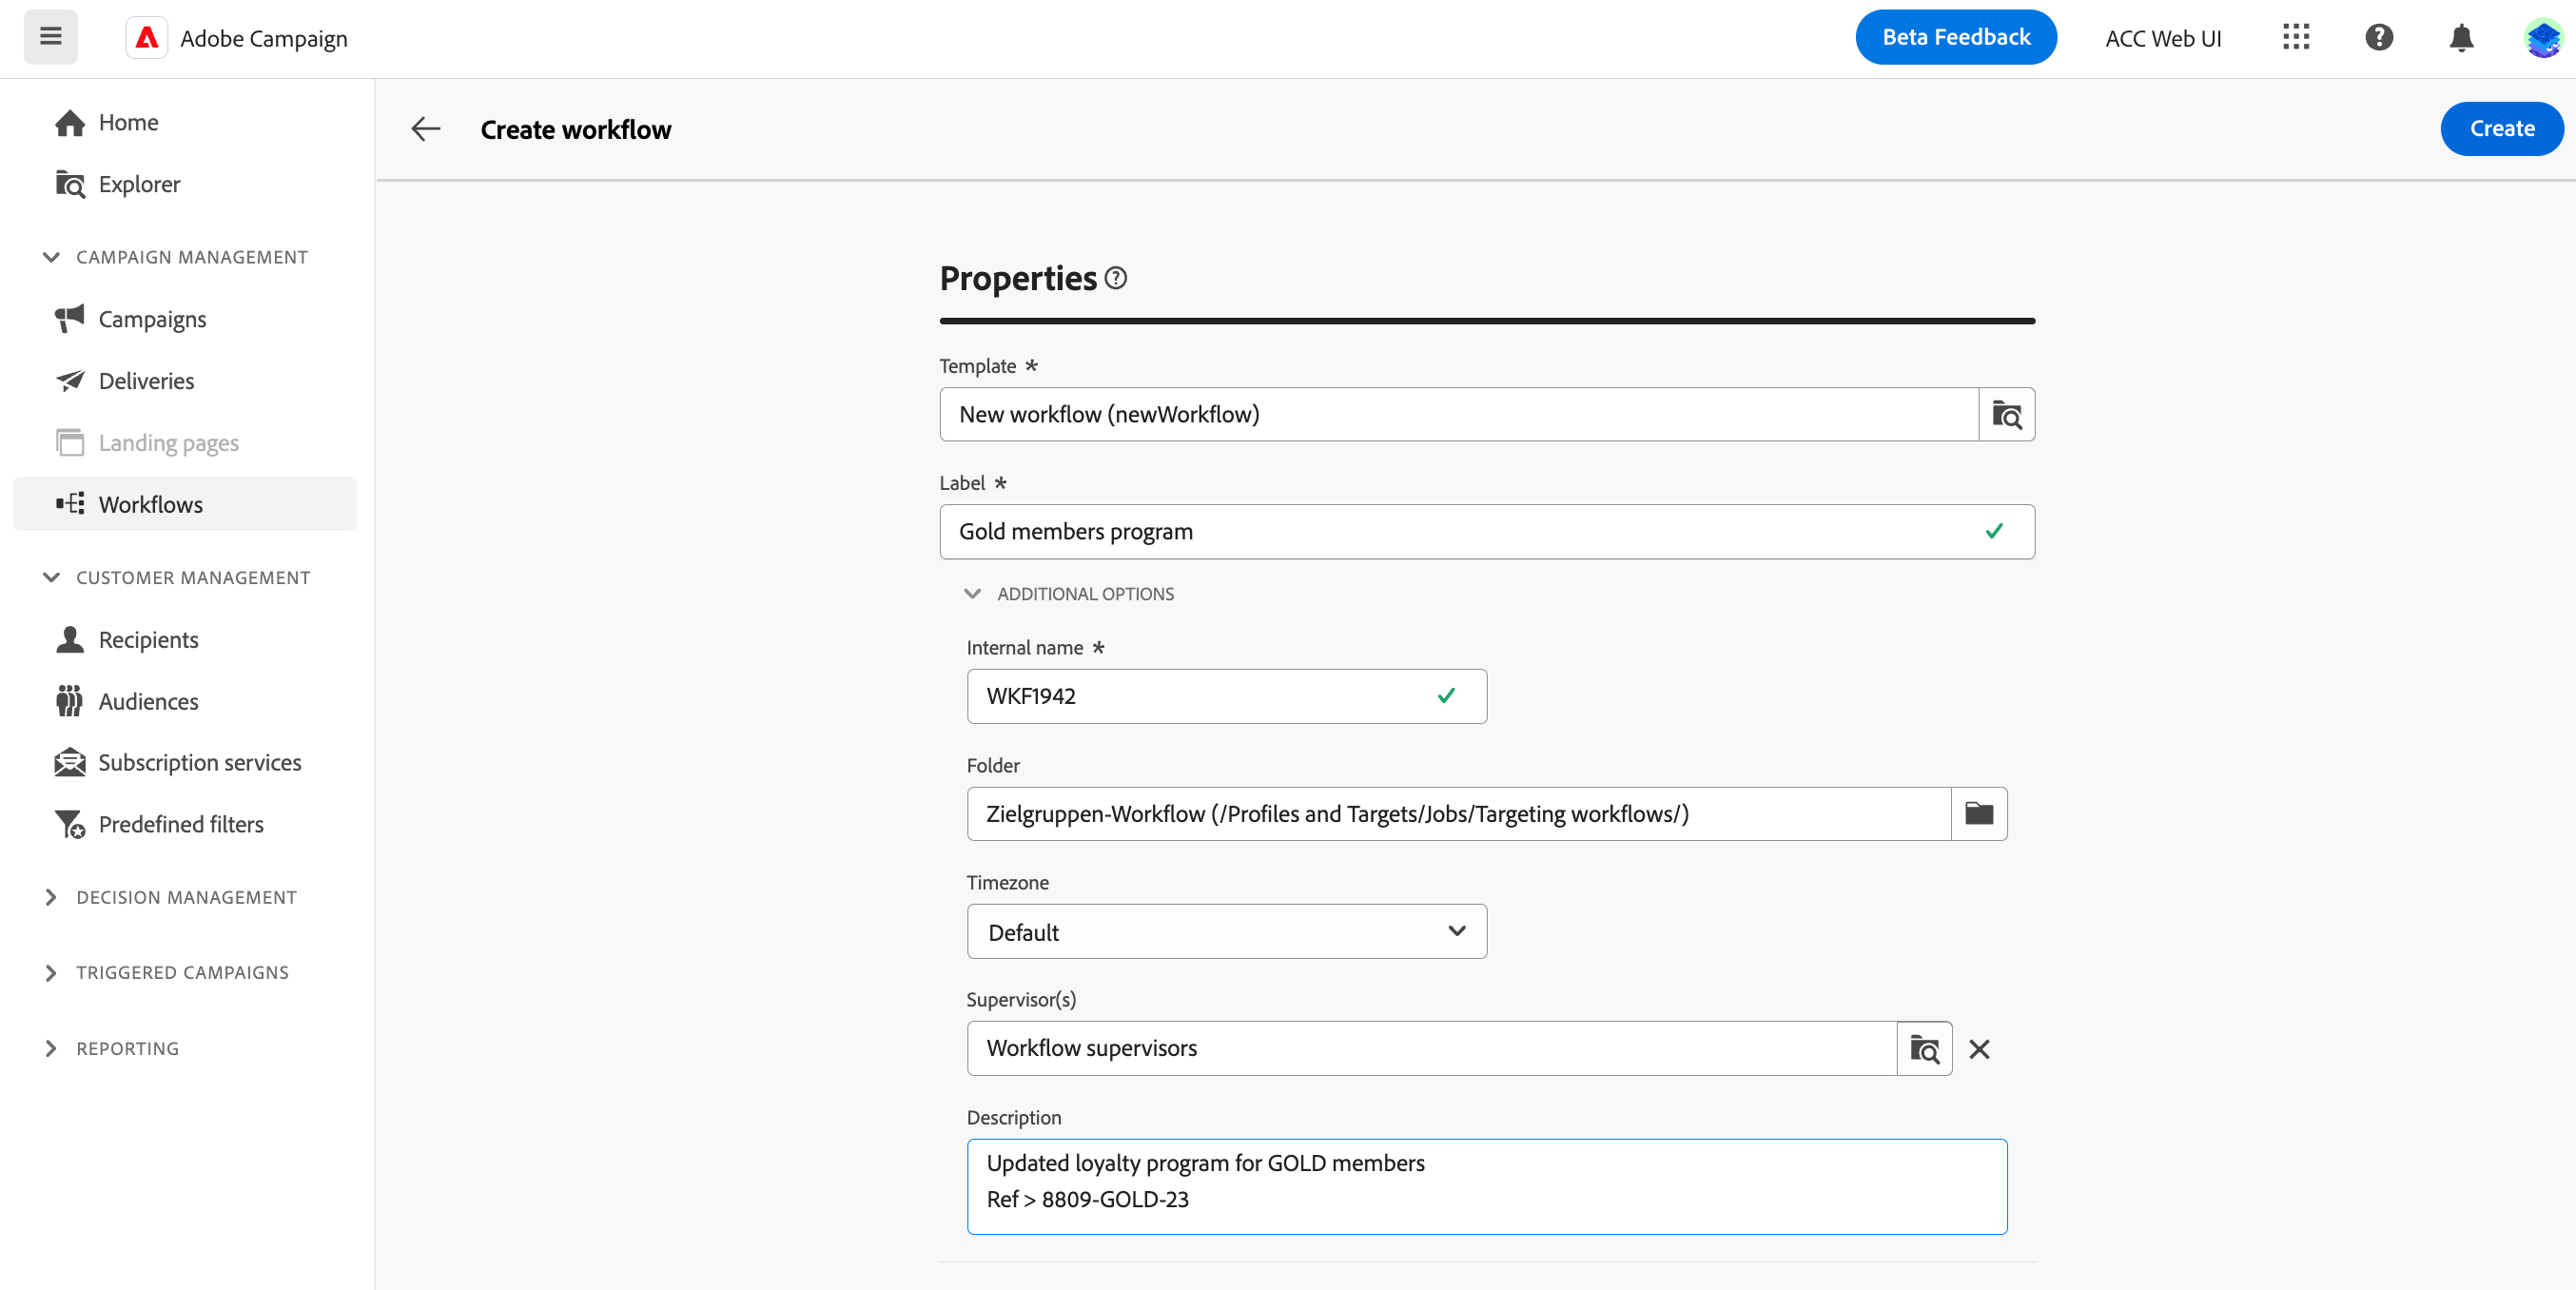 Adobe Campaign
Beta Feedback
ACC Web UI
Home
Explorer
CAMPAIGN MANAGEMENT
Campaigns
Deliveries
Landing pages
Workflows
CUSTOMER MANAGEMENT
Recipients
Audiences
Subscription services
Predefined filters
DECISION MANAGEMENT
TRIGGERED CAMPAIGNS
REPORTING
Create workflow
Create
Properties
Template *
New workflow (newWorkflow)
Label *
Gold members program
ADDITIONAL OPTIONS
Internal name *
WKF1942
Folder
Zielgruppen-Workflow (/Profiles and Targets/Jobs/Targeting workflows/)
Timezone
Default
Supervisor(s)
Workflow supervisors
Description
Updated loyalty program for GOLD members
Ref > 8809-GOLD-23